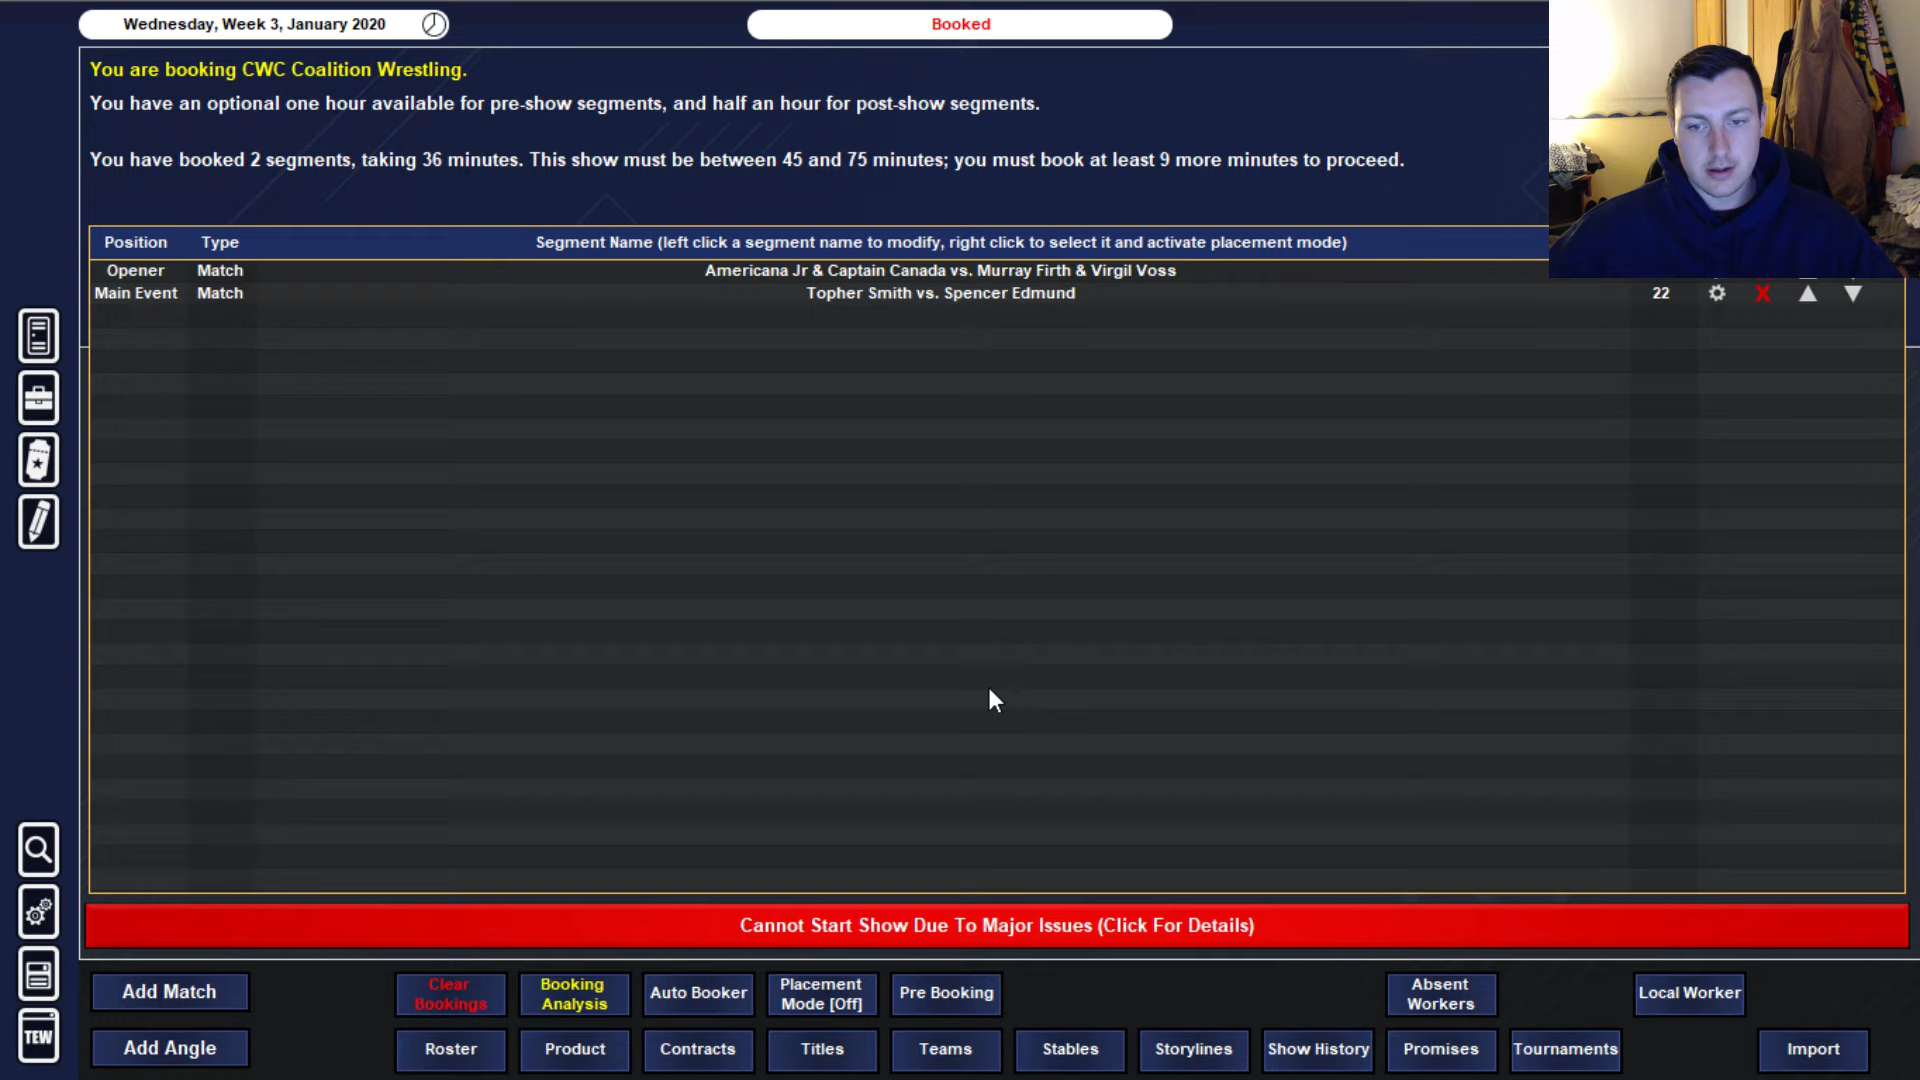 Wednesday, Week 3, January 2020
Booked
You are booking CWC Coalition Wrestling.
You have an optional one hour available for pre-show segments, and half an hour for post-show segments.
You have booked 2 segments, taking 36 minutes. This show must be between 45 and 75 minutes; you must book at least 9 more minutes to proceed.
Position Type Segment Name (left click a segment name to modify, right click to select it and activate placement mode)
Opener Match Americana Jr & Captain Canada vs. Murray Firth & Virgil Voss
Main Event Match Topher Smith vs. Spencer Edmund 22 X
Cannot Start Show Due To Major Issues (Click For Details)
Add Match
Clear Bookings
Booking Analysis
Auto Booker
Placement Mode [Off]
Pre Booking
Absent Workers
Local Worker
TEW
Add Angle
Roster
Product
Contracts
Titles
Teams
Stables
Storylines
Show History
Promises
Tournaments
Import